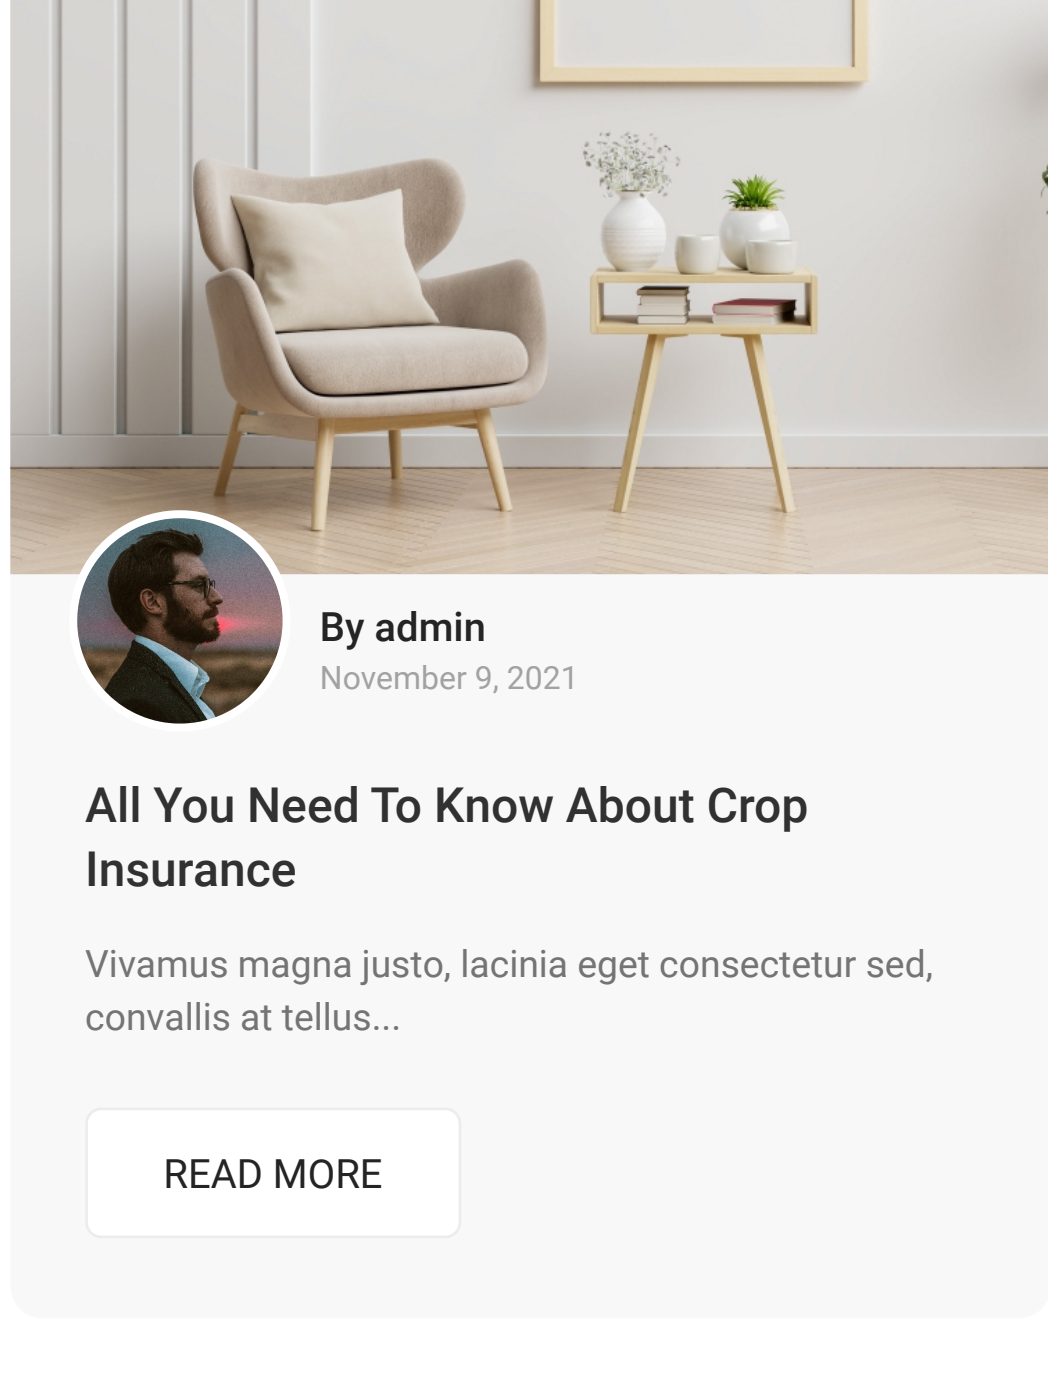 By admin
November 9, 2021
All You Need To Know About Crop
Insurance
Vivamus magna justo, lacinia eget consectetur sed,
convallis at tellus...
READ MORE